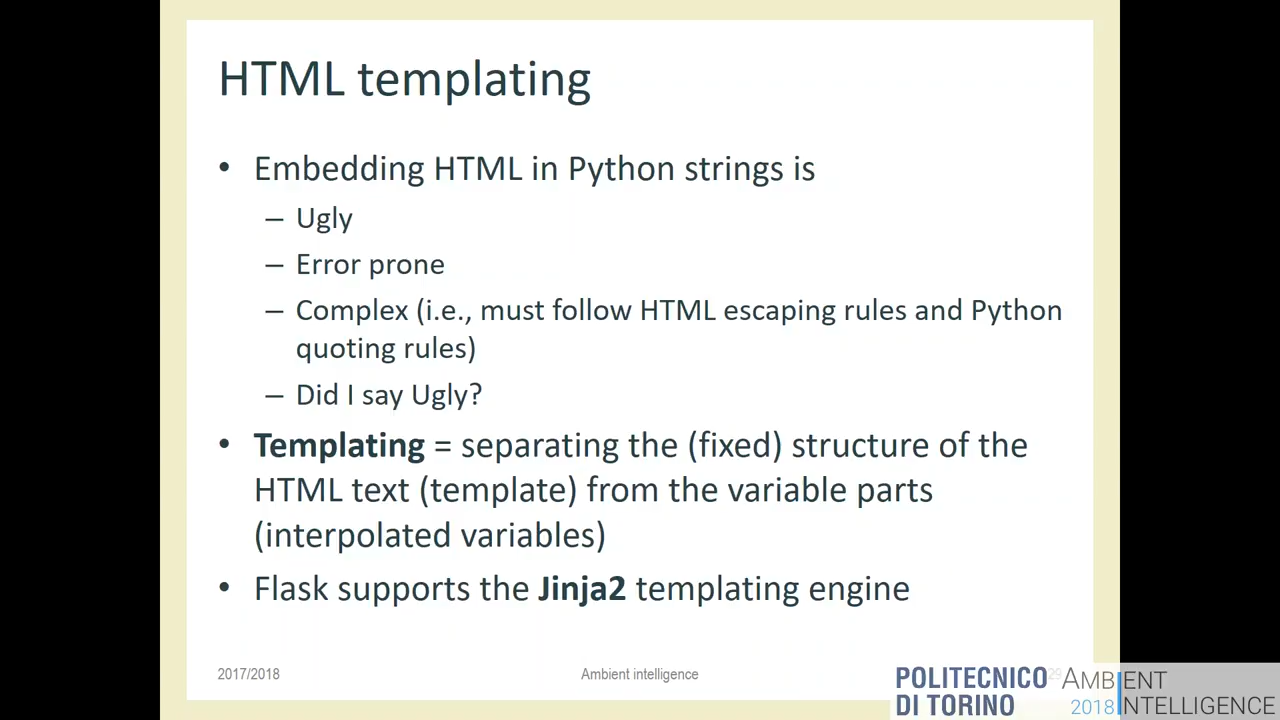 HTML templating
• Embedding HTML in Python strings is
– Ugly
– Error prone
– Complex (i.e., must follow HTML escaping rules and Python
quoting rules)
– Did I say Ugly?
• Templating = separating the (fixed) structure of the
HTML text (template) from the variable parts
(interpolated variables)
• Flask supports the Jinja2 templating engine
2017/2018
Ambient intelligence
29
POLITECNICO
DI TORINO
AMBIENT
2018 INTELLIGENCE